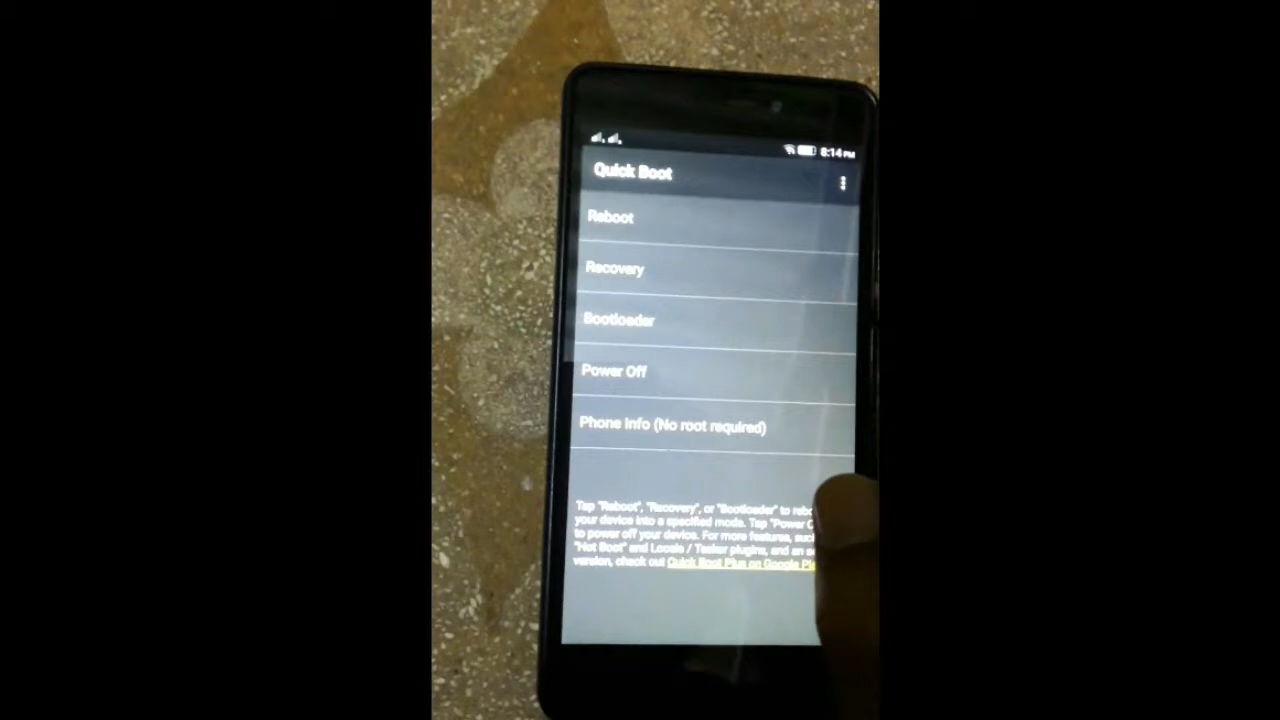 8:14 PM
Quick Boot
Reboot
Recovery
Bootloader
Power Off
Phone Info (No root required)
Tap "Reboot", "Recovery", or "Bootloader" to
your device into a specified mode. Tap "Power
to power off your device. For more features,
"Hot Boot" and Locale / Tasker plugins, and an
version, check out Quick Boot Plus on Google